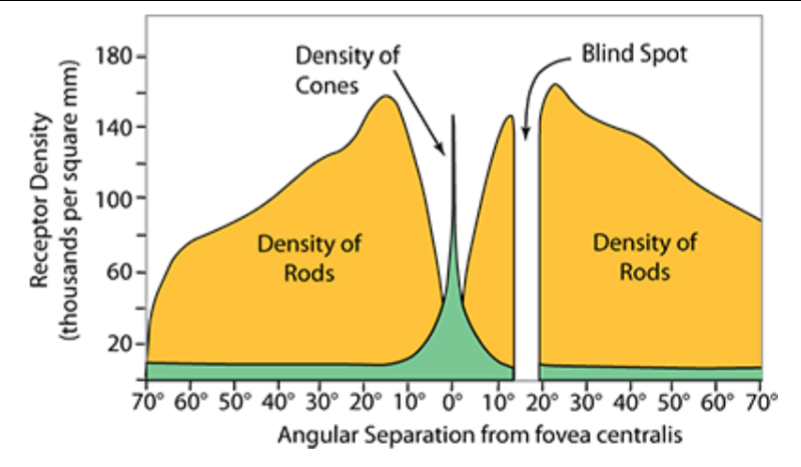 Density of
Cones
Blind Spot
Receptor Density
(thousands per square mm)
180
140
100
60
20
Density of
Rods
Density of
Rods
70° 60° 50° 40° 30° 20° 10° 0° 10° 20° 30° 40° 50° 60° 70°
Angular Separation from fovea centralis